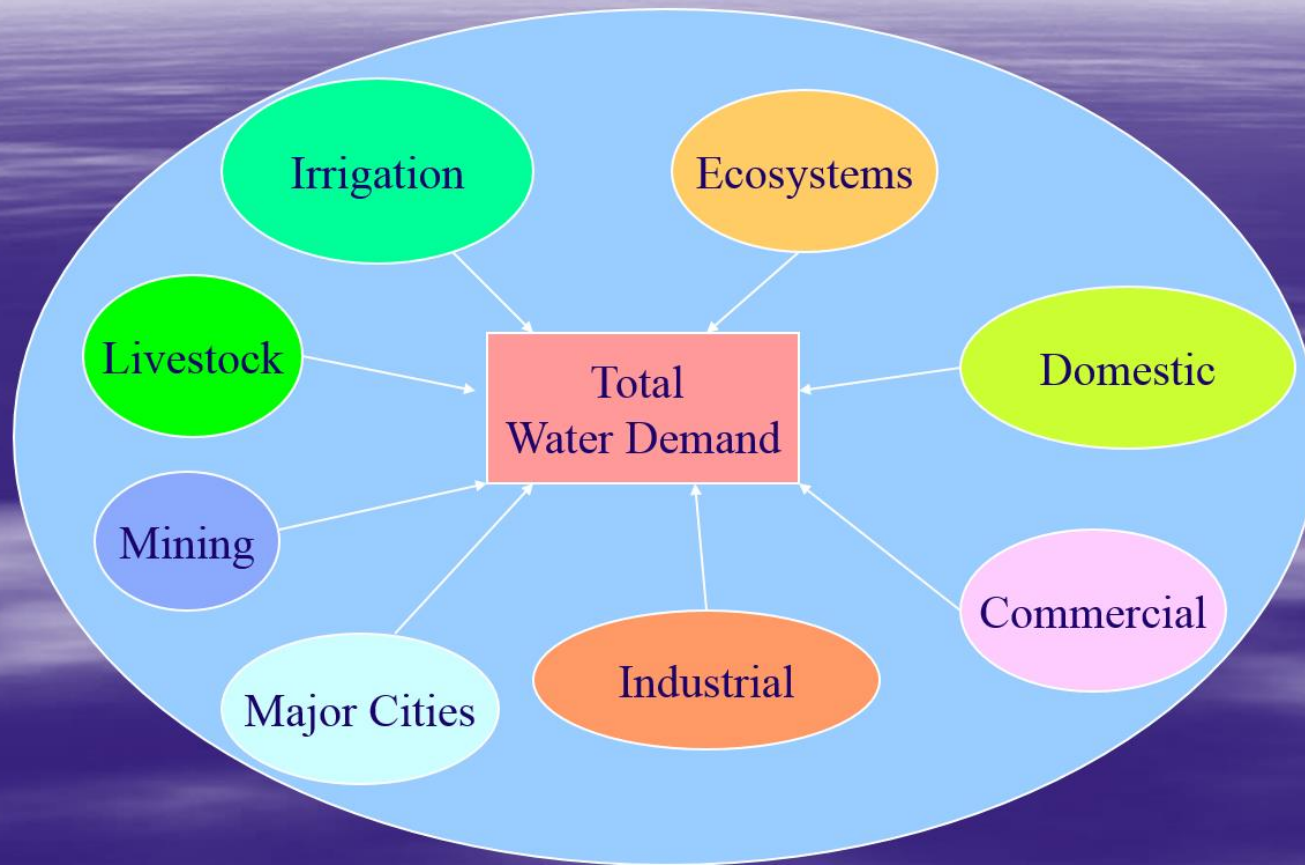 Irrigation
Ecosystems
Livestock
Total
Water Demand
Domestic
Mining
Commercial
Major Cities
Industrial